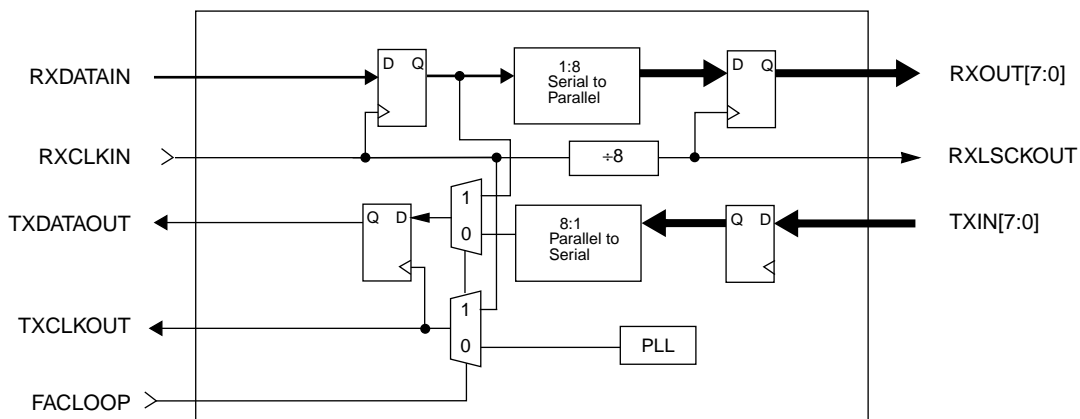 RXDATAIN
D Q
1:8
Serial to
Parallel
D Q
RXOUT[7:0]
RXCLKIN
÷8
RXLSCKOUT
TXDATAOUT
Q D
1
0
8:1
Parallel to
Serial
Q D
TXIN[7:0]
TXCLKOUT
1
0
PLL
FACLOOP